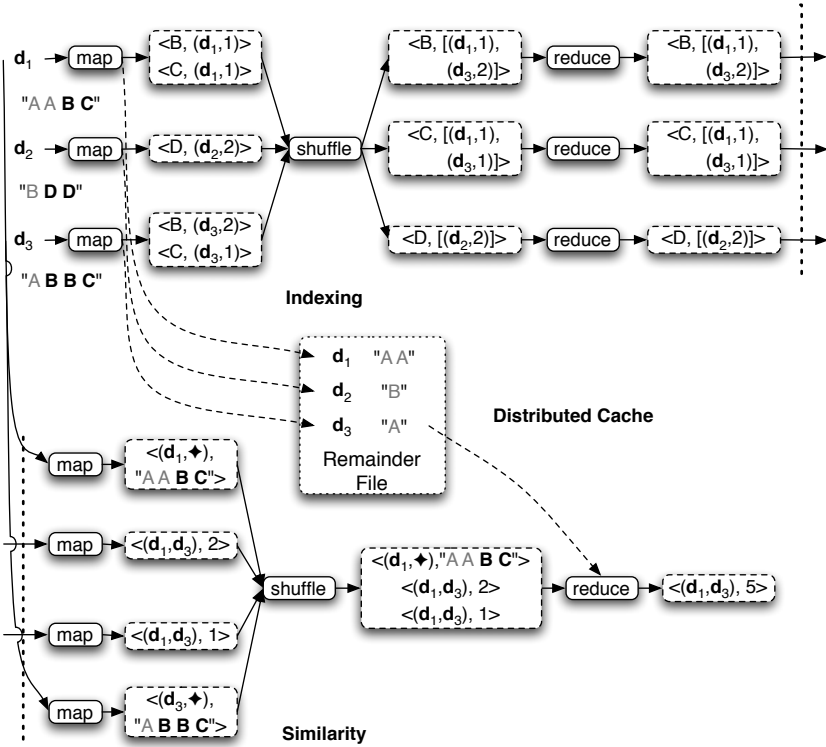 d1 map <B, (d1,1)> <C, (d1,1)>
"A A B C"
d2 map <D, (d2,2)>
"B D D"
d3 map <B, (d3,2)> <C, (d3,1)>
"A B B C"
shuffle
<B, [(d1,1), (d3,2)]> reduce <B, [(d1,1), (d3,2)]>
<C, [(d1,1), (d3,1)]> reduce <C, [(d1,1), (d3,1)]>
<D, [(d2,2)]> reduce <D, [(d2,2)]>
Indexing
d1 "A A"
d2 "B"
d3 "A"
Remainder
File
Distributed Cache
map <(d1,✦), "A A B C">
map <(d1,d3), 2>
map <(d1,d3), 1>
map <(d3,✦), "A B B C">
shuffle
<(d1,✦),"A A B C">
<(d1,d3), 2>
<(d1,d3), 1>
reduce
<(d1,d3), 5>
Similarity